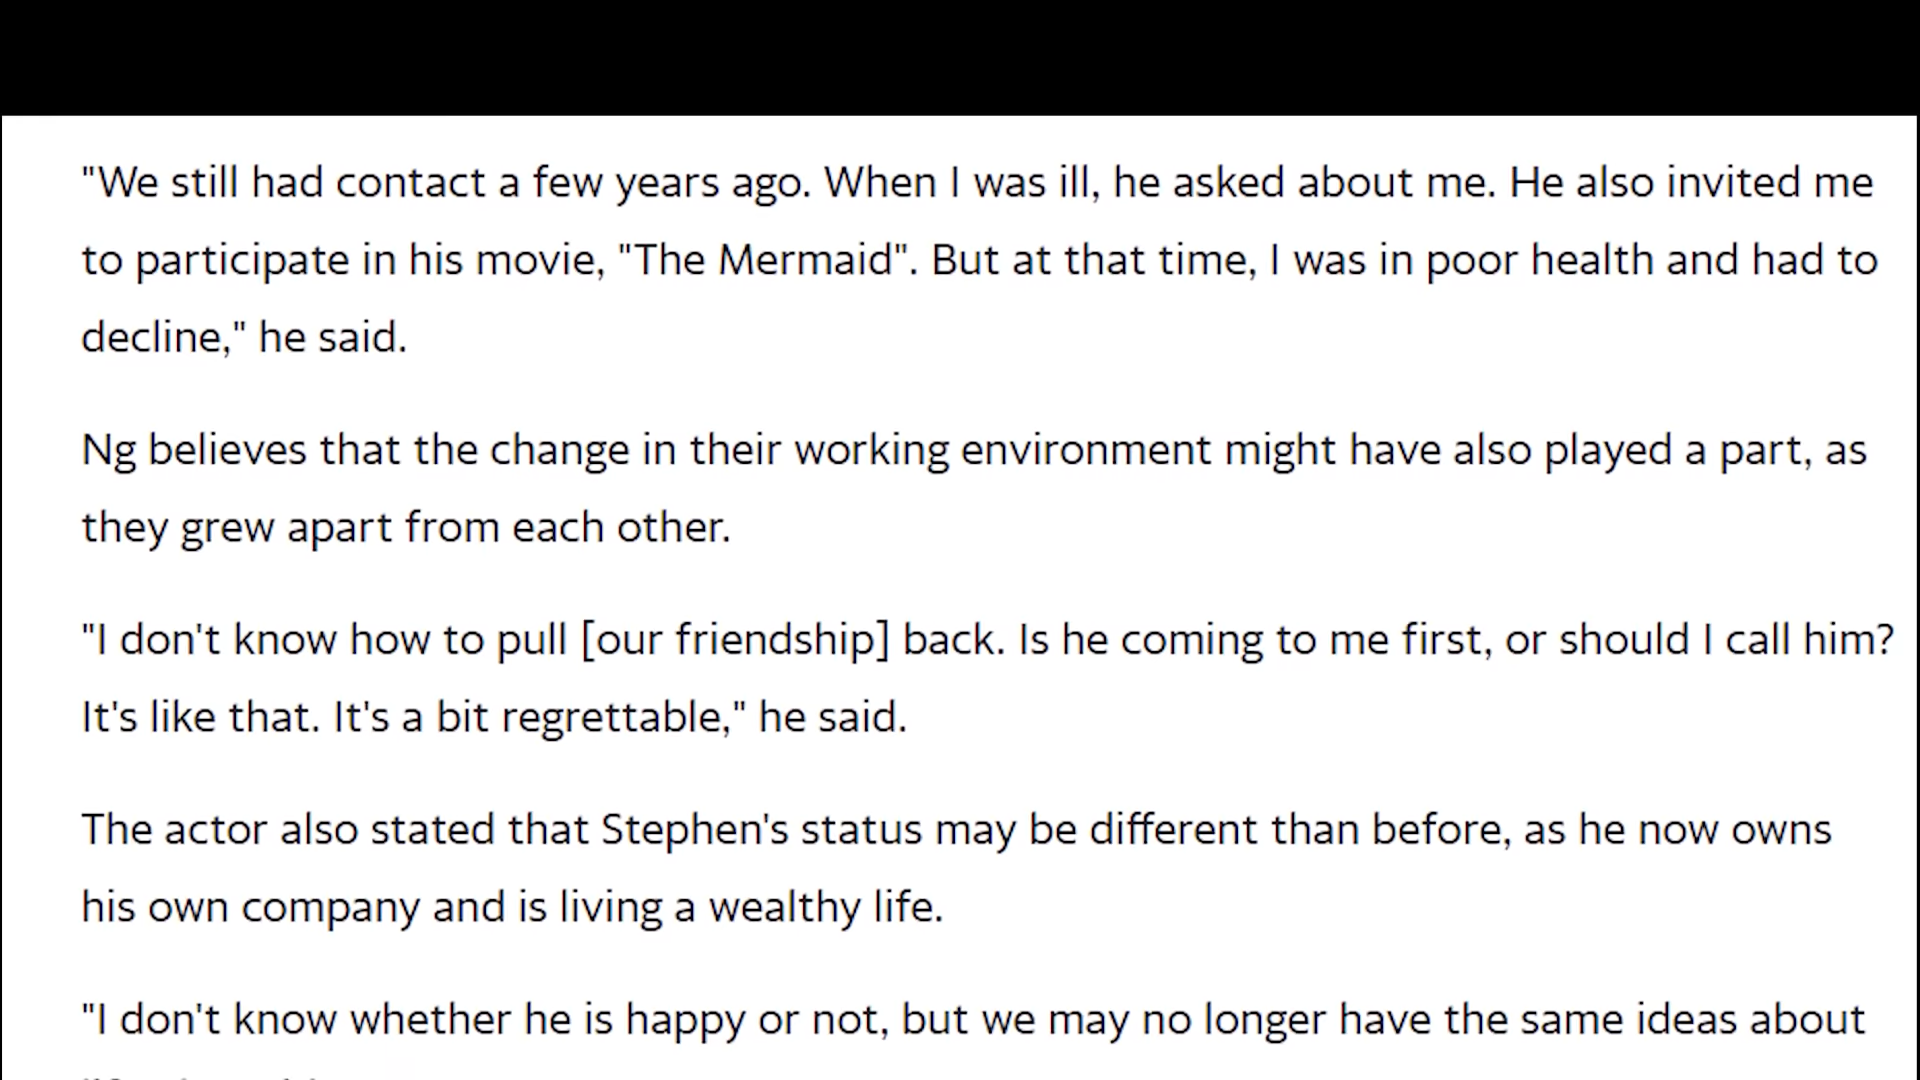 "We still had contact a few years ago. When I was ill, he asked about me. He also invited me
to participate in his movie, "The Mermaid". But at that time, I was in poor health and had to
decline," he said.
Ng believes that the change in their working environment might have also played a part, as
they grew apart from each other.
"I don't know how to pull [our friendship] back. Is he coming to me first, or should I call him?
It's like that. It's a bit regrettable," he said.
The actor also stated that Stephen's status may be different than before, as he now owns
his own company and is living a wealthy life.
"I don't know whether he is happy or not, but we may no longer have the same ideas about